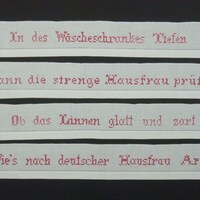 In des Wäscheschrankes Tiefen
ann die strenge Hausfrau prüf
Ob das Linnen glatt und zart
ie's nach deutscher Hausfrau Ar